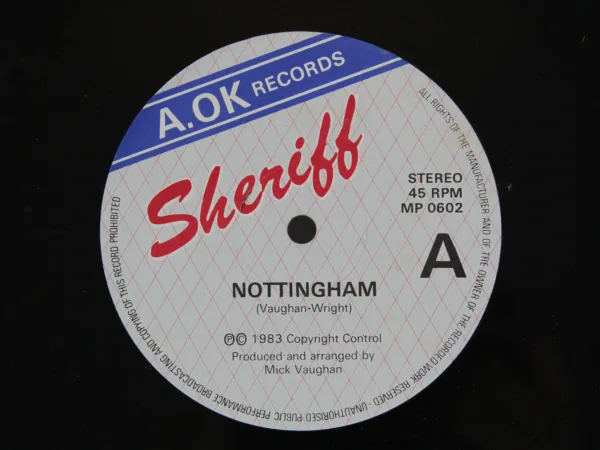 A.OK RECORDS
Sheriff
STEREO
45 RPM
MP 0602
A
NOTTINGHAM
(Vaughan-Wright)
℗© 1983 Copyright Control
Produced and arranged by
Mick Vaughan
ALL RIGHTS OF THE MANUFACTURER AND OF THE OWNER OF THE RECORDED WORK RESERVED - UNAUTHORISED PUBLIC PERFORMANCE BROADCASTING AND COPYING OF THIS RECORD PROHIBITED